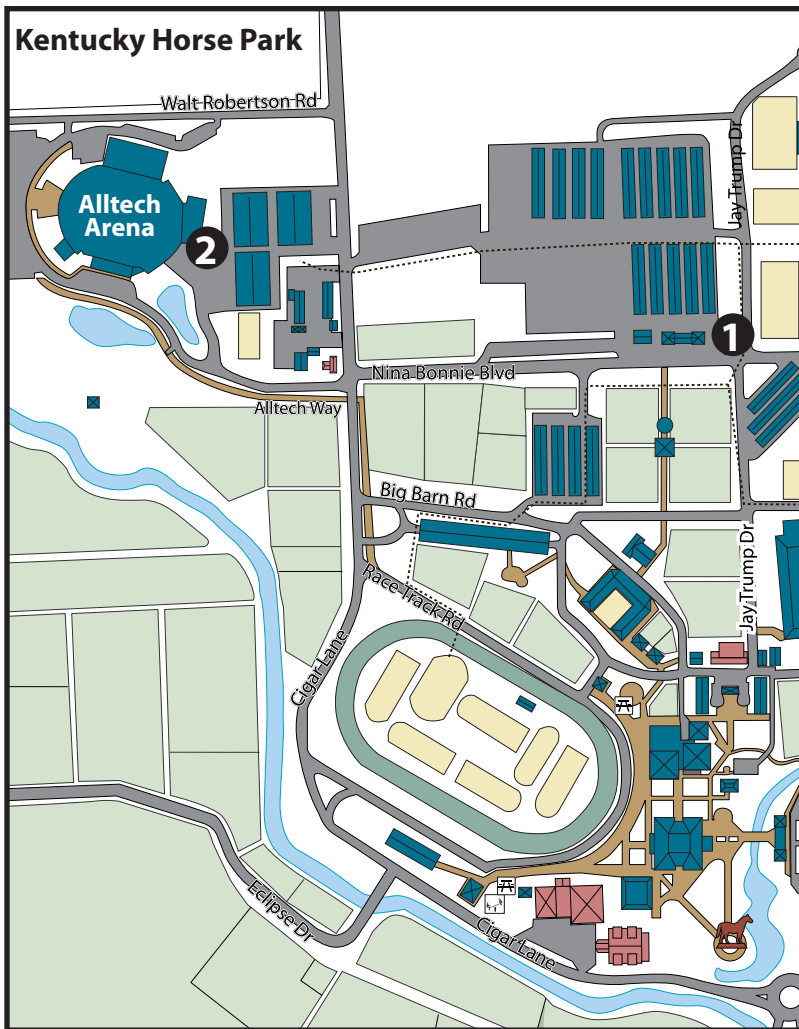 Kentucky Horse Park
Walt Robertson Rd
Jay Trump Dr
Alltech
Arena
2
1
Nina Bonnie Blvd
Alltech Way
Big Barn Rd
Race Track Rd
Jay Trump Dr
Cigar Lane
Eclipse Dr
Cigar Lane